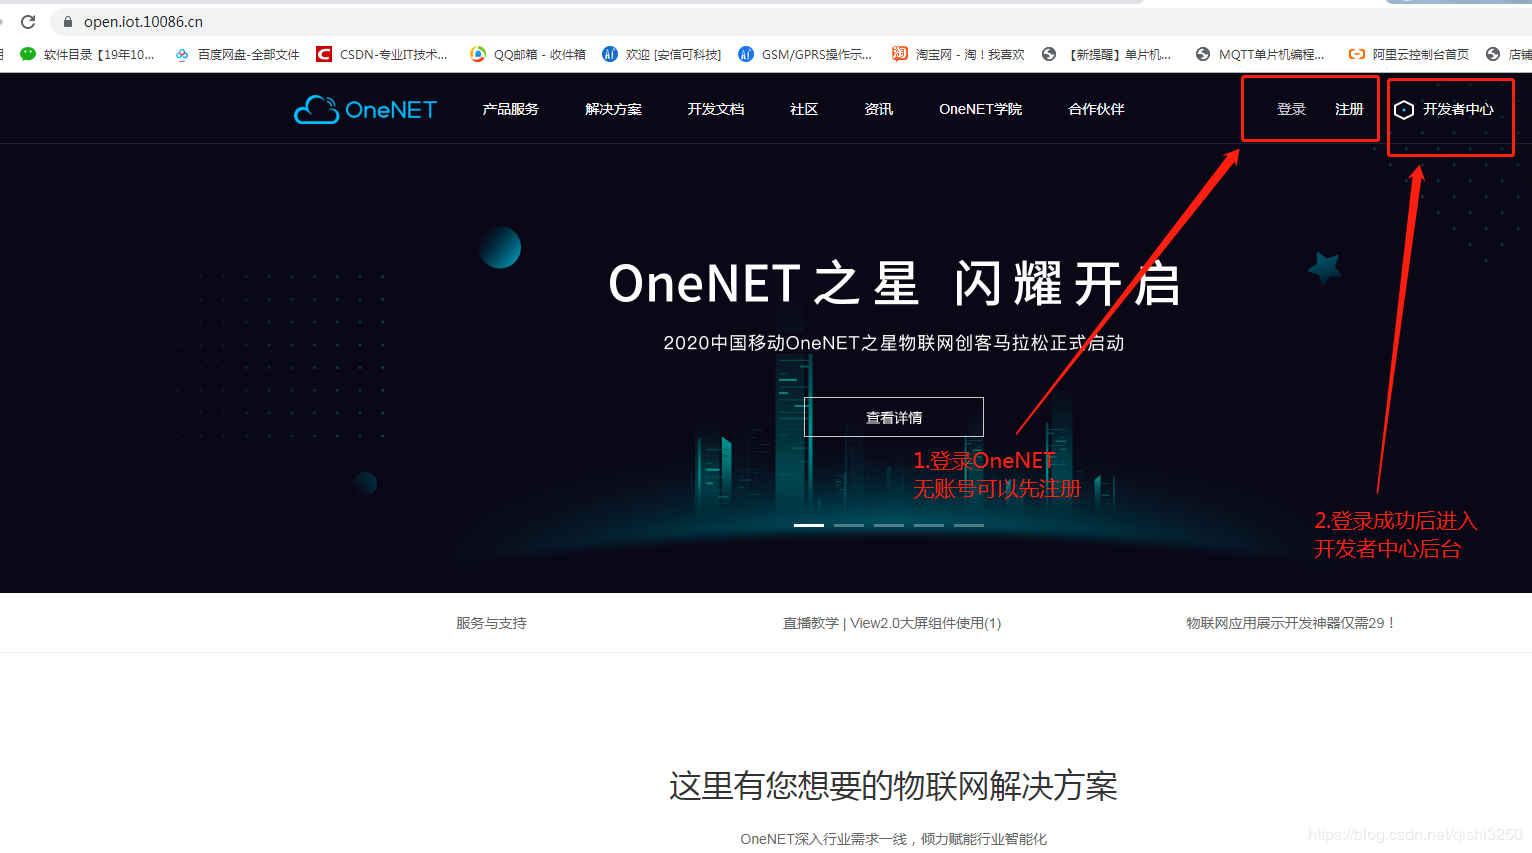 open.iot.10086.cn
软件目录【19年10...
百度网盘-全部文件
CSDN-专业IT技术...
QQ邮箱 - 收件箱
欢迎 [安信可科技]
GSM/GPRS操作示...
淘宝网 - 淘！我喜欢
【新提醒】单片机...
MQTT单片机编程...
阿里云控制台首页
店铺
OneNET
产品服务
解决方案
开发文档
社区
资讯
OneNET学院
合作伙伴
登录
注册
开发者中心
OneNET之星 闪耀开启
2020中国移动OneNET之星物联网创客马拉松正式启动
查看详情
1.登录OneNET
无账号可以先注册
2.登录成功后进入
开发者中心后台
服务与支持
直播教学 | View2.0大屏组件使用(1)
物联网应用展示开发神器仅需29！
这里有您想要的物联网解决方案
OneNET深入行业需求一线，倾力赋能行业智能化
https://blog.csdn.net/qishi3250